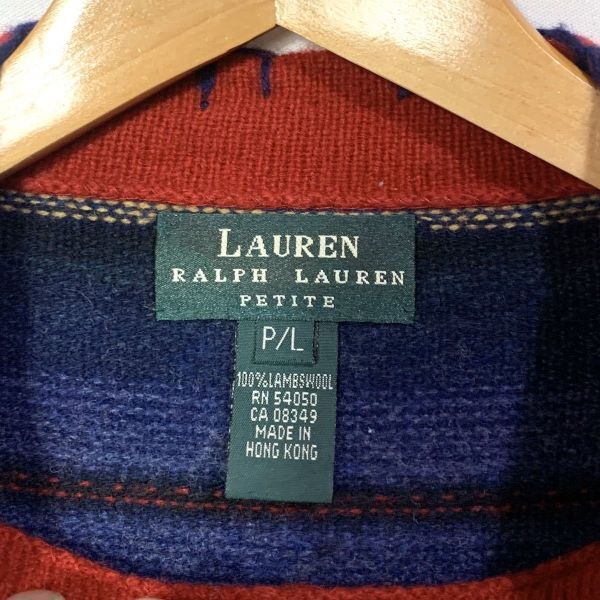 LAUREN
RALPH LAUREN
PETITE
P/L
100%LAMBSWOOL
RN 54050
CA 08349
MADE IN
HONG KONG